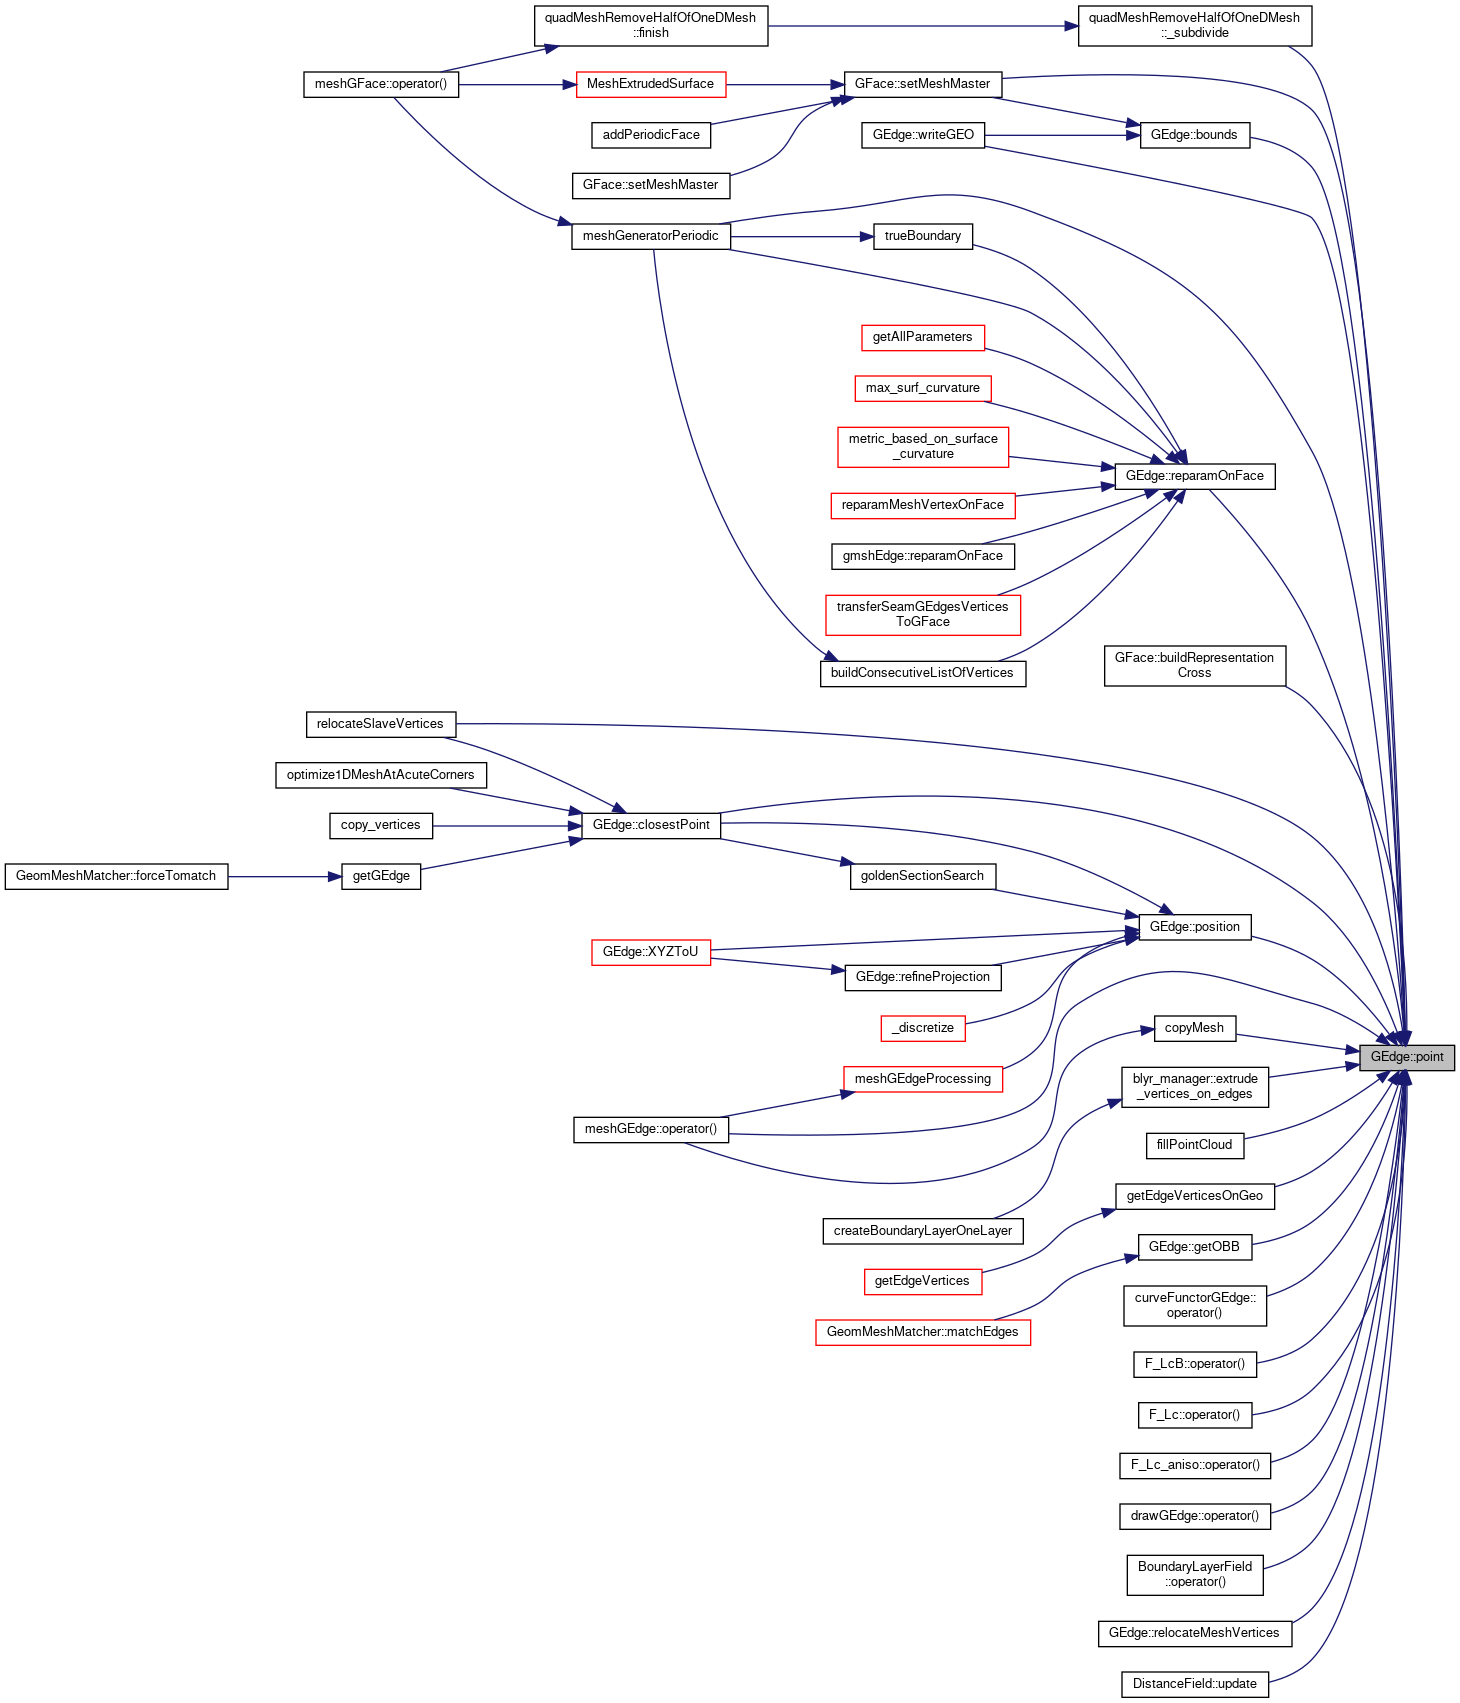 quadMeshRemoveHalfOfOneDMesh
::finish
quadMeshRemoveHalfOfOneDMesh
::_subdivide
meshGFace::operator()
MeshExtrudedSurface
GFace::setMeshMaster
addPeriodicFace
GEdge::writeGEO
GEdge::bounds
GFace::setMeshMaster
meshGeneratorPeriodic
trueBoundary
getAllParameters
max_surf_curvature
metric_based_on_surface
_curvature
GEdge::reparamOnFace
reparamMeshVertexOnFace
gmshEdge::reparamOnFace
transferSeamGEdgesVertices
ToGFace
buildConsecutiveListOfVertices
GFace::buildRepresentation
Cross
relocateSlaveVertices
optimize1DMeshAtAcuteCorners
copy_vertices
GEdge::closestPoint
GeomMeshMatcher::forceTomatch
getGEdge
goldenSectionSearch
GEdge::position
GEdge::XYZToU
GEdge::refineProjection
_discretize
copyMesh
GEdge::point
meshGEdgeProcessing
blyr_manager::extrude
_vertices_on_edges
meshGEdge::operator()
fillPointCloud
getEdgeVerticesOnGeo
createBoundaryLayerOneLayer
GEdge::getOBB
getEdgeVertices
curveFunctorGEdge::
operator()
GeomMeshMatcher::matchEdges
F_LcB::operator()
F_Lc::operator()
F_Lc_aniso::operator()
drawGEdge::operator()
BoundaryLayerField
::operator()
GEdge::relocateMeshVertices
DistanceField::update